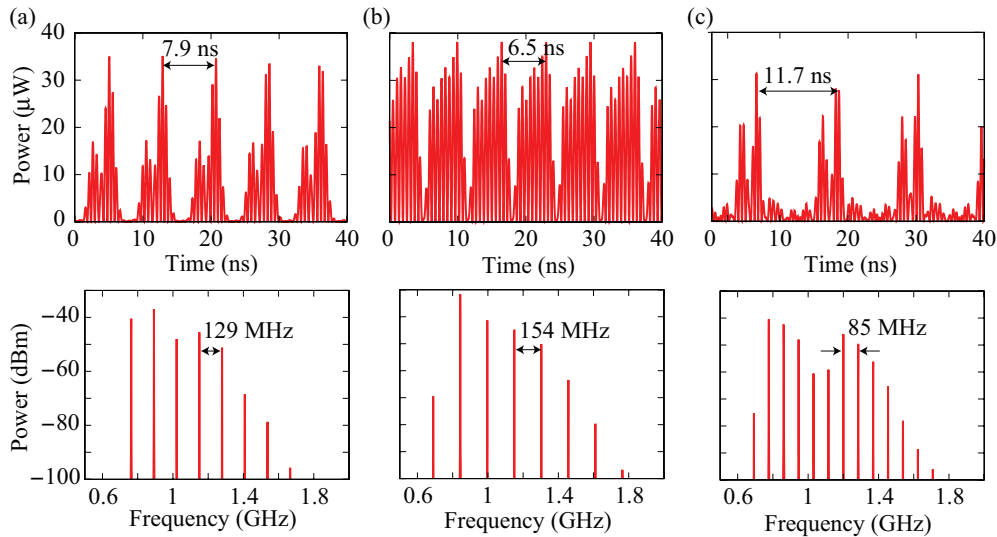 (a)
(b)
(c)
40
30
20
10
0
Power (μW)
7.9 ns
6.5 ns
11.7 ns
0 10 20 30 40
0 10 20 30 40
0 10 20 30 40
Time (ns)
Time (ns)
Time (ns)
−40
−60
−80
−100
Power (dBm)
129 MHz
154 MHz
85 MHz
0.6 1 1.4 1.8
0.6 1 1.4 1.8
0.6 1 1.4 1.8
Frequency (GHz)
Frequency (GHz)
Frequency (GHz)